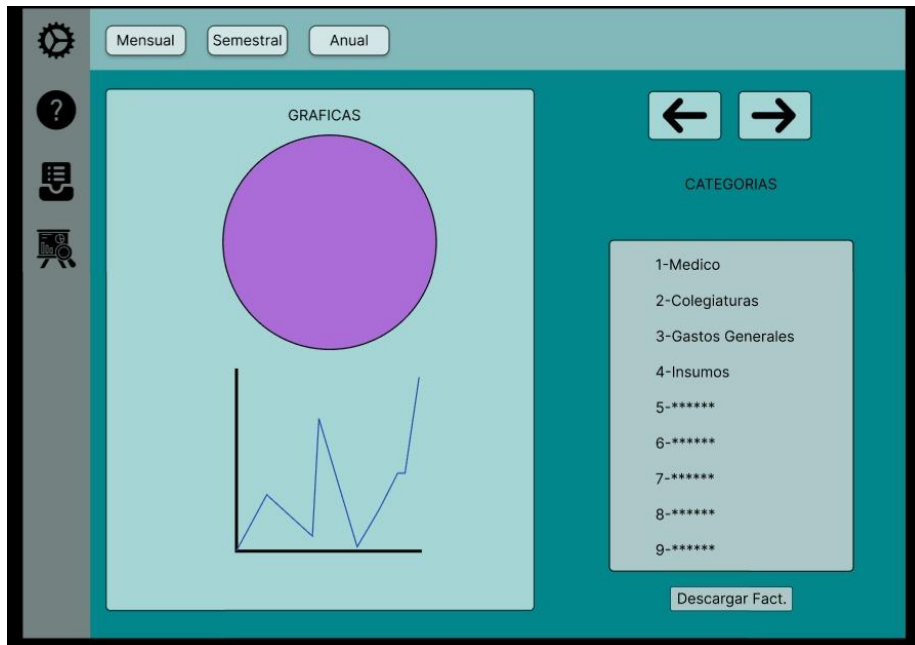 Mensual
Semestral
Anual
GRAFICAS
CATEGORIAS
1-Medico
2-Colegiaturas
3-Gastos Generales
4-Insumos
5-******
6-******
7-******
8-******
9-******
Descargar Fact.